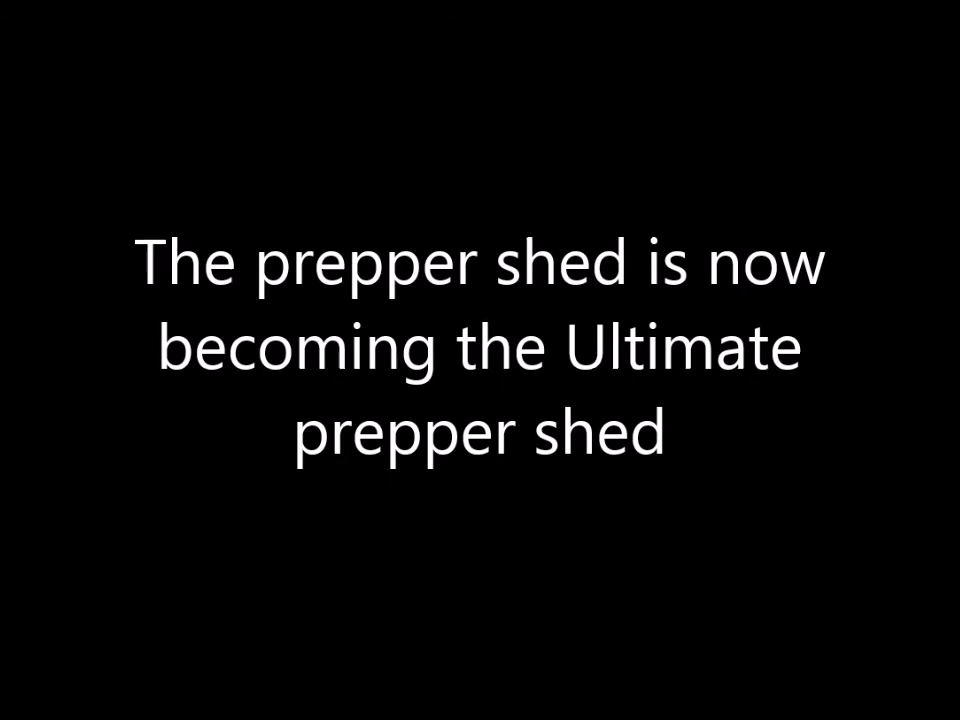 The prepper shed is now
becoming the Ultimate
prepper shed